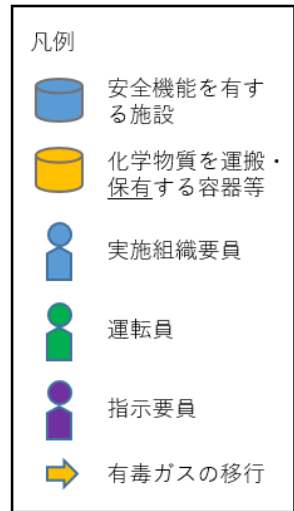 凡例
安全機能を有す
る施設
化学物質を運搬・
保有する容器等
実施組織要員
運転員
指示要員
有毒ガスの移行